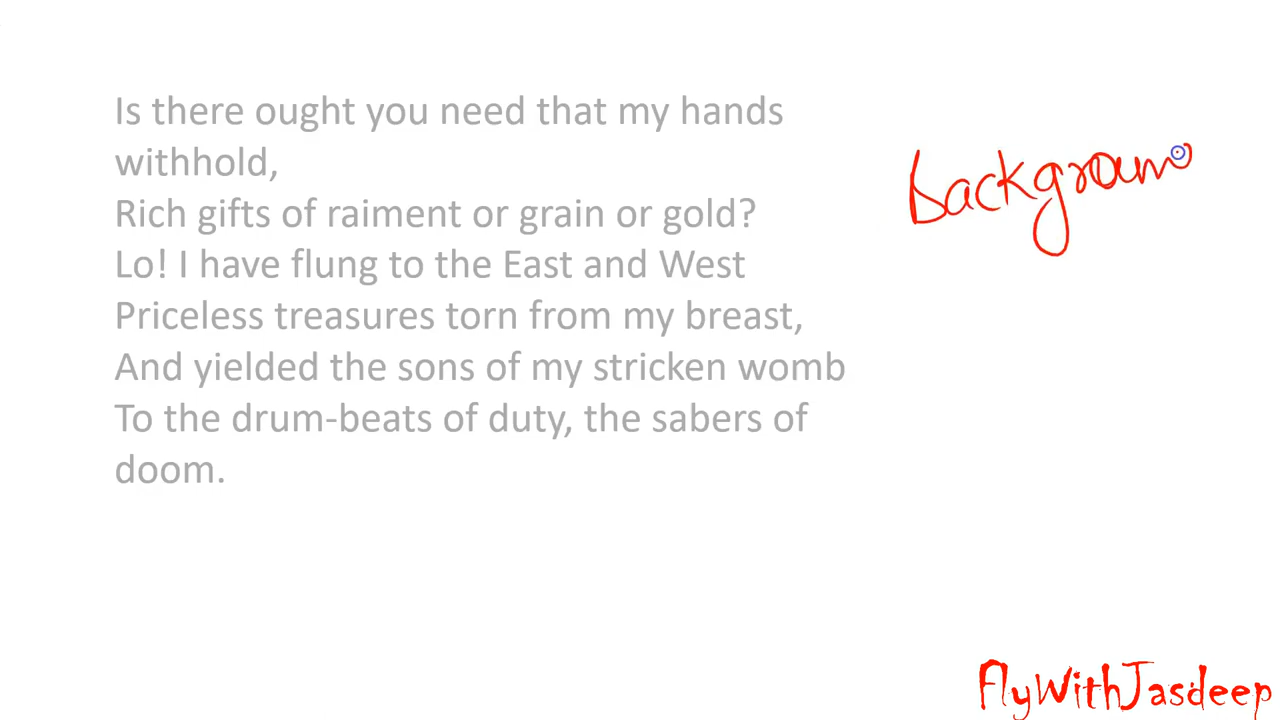 Is there ought you need that my hands
withhold,
Rich gifts of raiment or grain or gold?
Lo! I have flung to the East and West
Priceless treasures torn from my breast,
And yielded the sons of my stricken womb
To the drum-beats of duty, the sabers of
doom.
Backgroun
FlyWithJasdeep